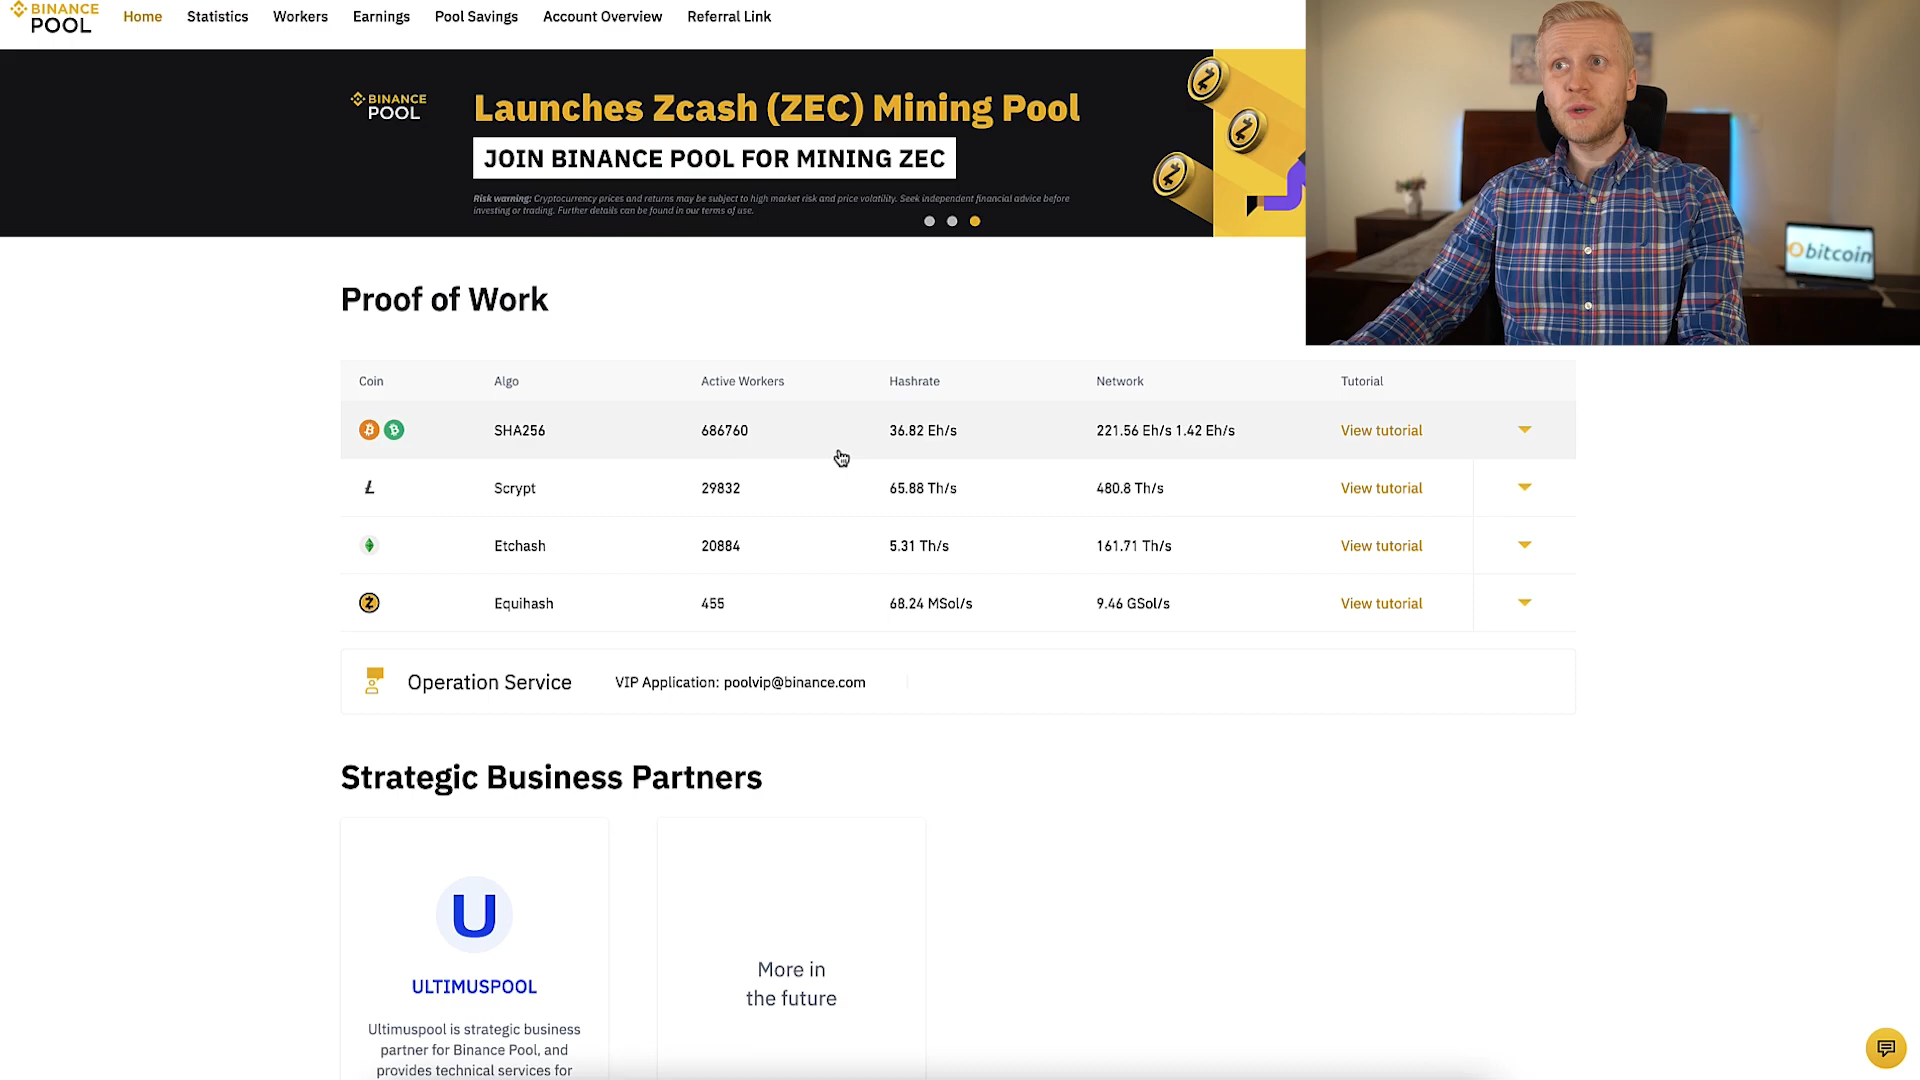 BINANCE
POOL
Home
Statistics
Workers
Earnings
Pool Savings
Account Overview
Referral Link
BINANCE
POOL
Launches Zcash (ZEC) Mining Pool
JOIN BINANCE POOL FOR MINING ZEC
Risk warning: Cryptocurrency prices and returns may be subject to high market risk and price volatility. Seek independent financial advice before
investing or trading. Further details can be found in our terms of use.
bitcoin
Proof of Work
Coin Algo Active Workers Hashrate Network Tutorial
SHA256 686760 36.82 Eh/s 221.56 Eh/s 1.42 Eh/s View tutorial
Scrypt 29832 65.88 Th/s 480.8 Th/s View tutorial
Etchash 20884 5.31 Th/s 161.71 Th/s View tutorial
Equihash 455 68.24 MSol/s 9.46 GSol/s View tutorial
Operation Service VIP Application: poolvip@binance.com
Strategic Business Partners
U
ULTIMUSPOOL
Ultimuspool is strategic business
partner for Binance Pool, and
provides technical services for
More in
the future